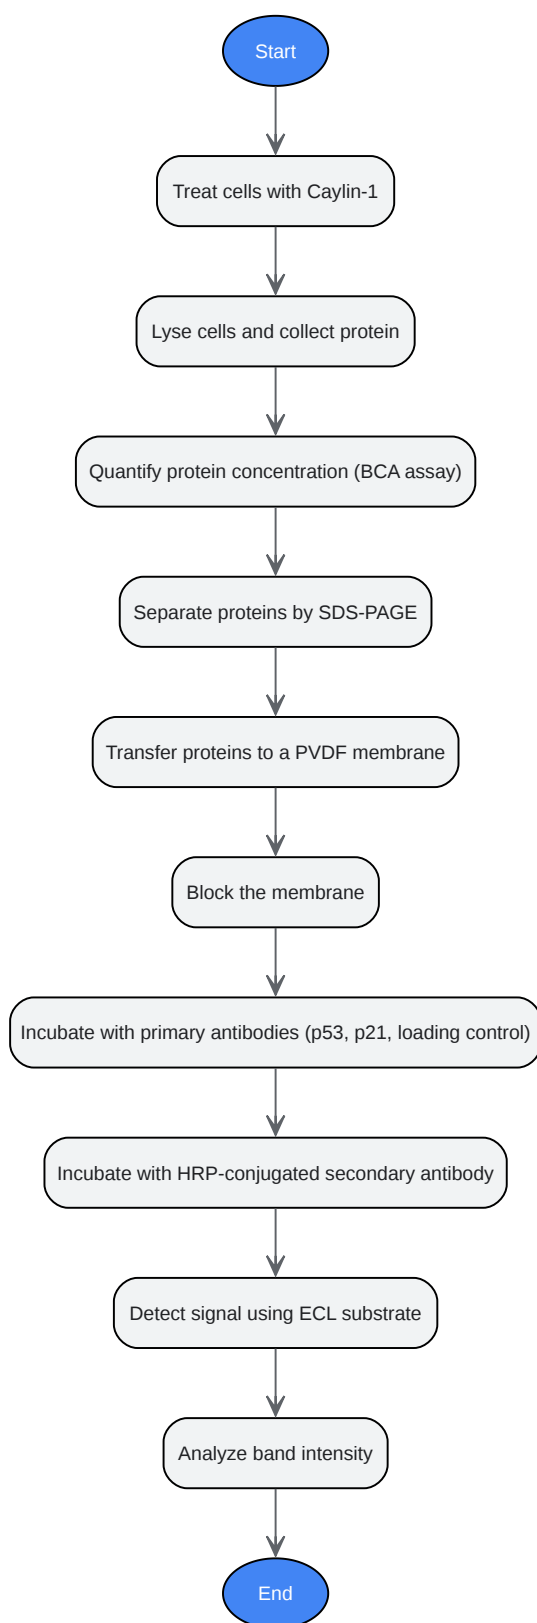 Start
Treat cells with Caylin-1
Lyse cells and collect protein
Quantify protein concentration (BCA assay)
Separate proteins by SDS-PAGE
Transfer proteins to a PVDF membrane
Block the membrane
Incubate with primary antibodies (p53, p21, loading control)
Incubate with HRP-conjugated secondary antibody
Detect signal using ECL substrate
Analyze band intensity
End